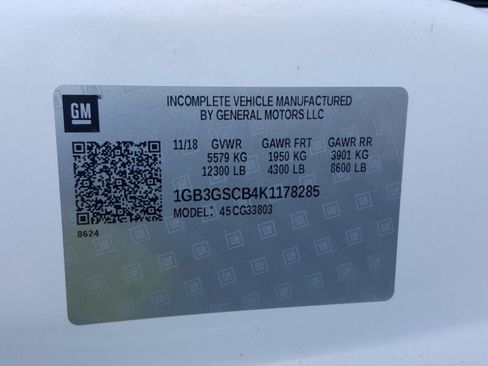 GM
INCOMPLETE VEHICLE MANUFACTURED
BY GENERAL MOTORS LLC
11/18 GVWR GAWR FRT GAWR RR
5579 KG 1950 KG 3901 KG
12300 LB 4300 LB 8600 LB
1GB3GSCB4K1178285
MODEL: 45CG33803
8624